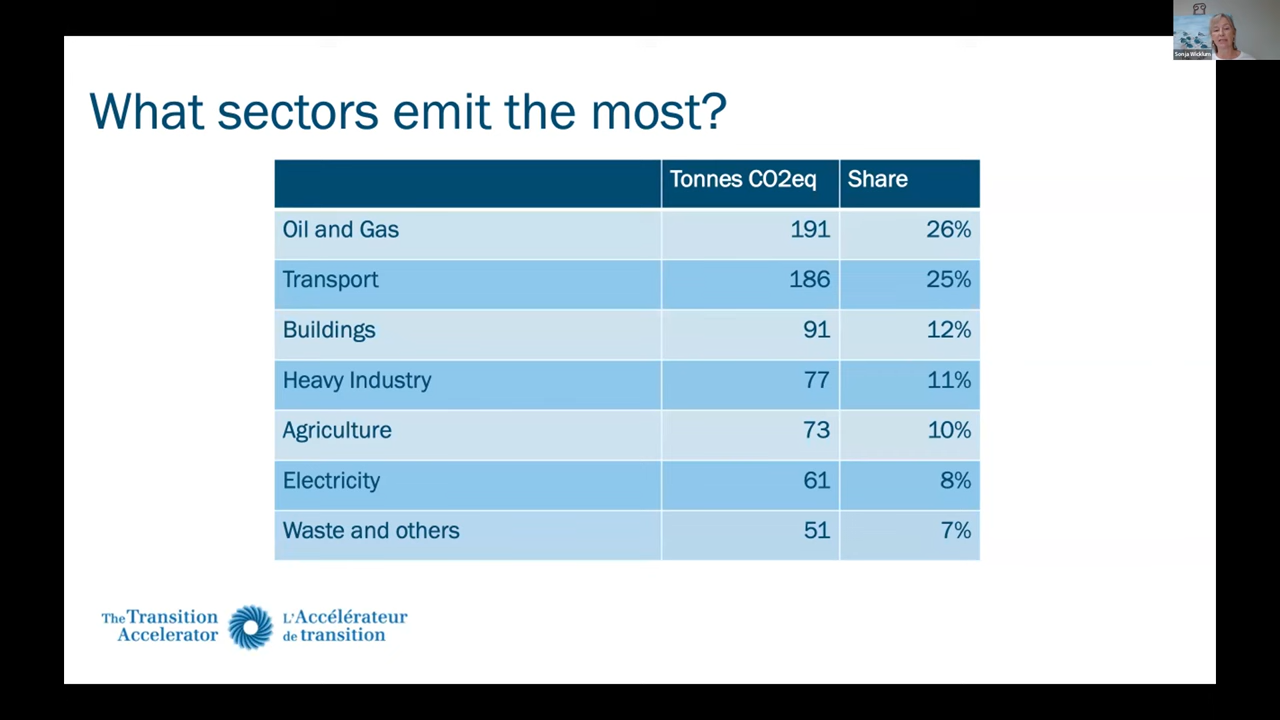 What sectors emit the most?
Tonnes CO2eq Share
Oil and Gas 191 26%
Transport 186 25%
Buildings 91 12%
Heavy Industry 77 11%
Agriculture 73 10%
Electricity 61 8%
Waste and others 51 7%
The Transition
Accelerator
L'Accélérateur
de transition
Sonja Wicklum